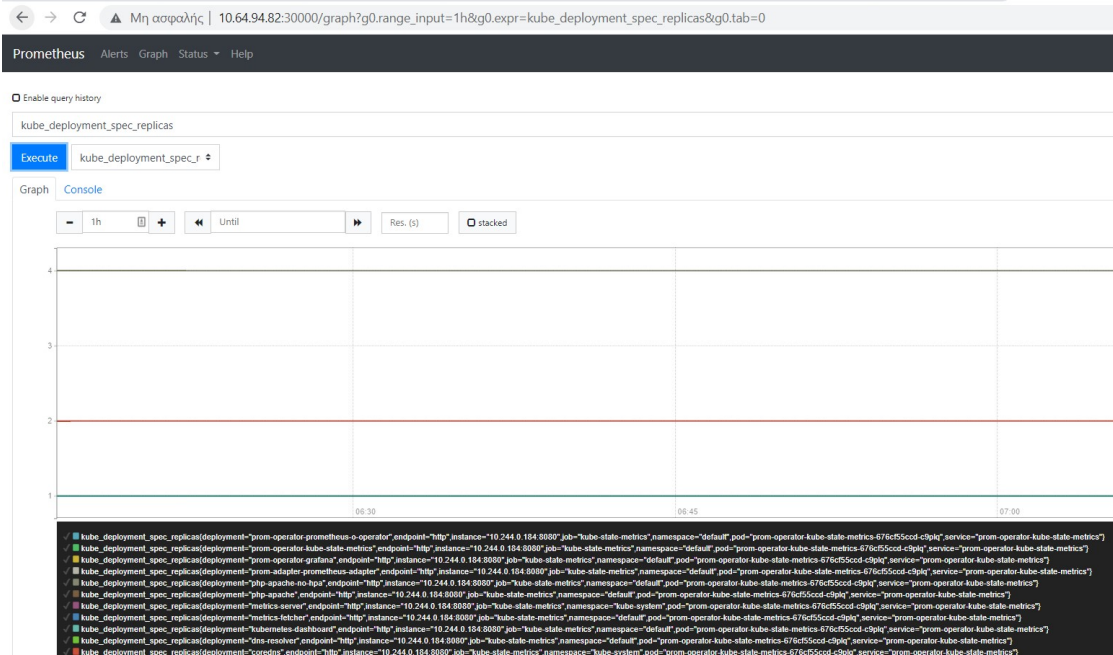 Μη ασφαλής | 10.64.94.82:30000/graph?g0.range_input=1h&g0.expr=kube_deployment_spec_replicas&g0.tab=0
Prometheus Alerts Graph Status Help
Enable query history
kube_deployment_spec_replicas
Execute kube_deployment_spec_r
Graph Console
- 1h + Until Res. (s) stacked
4
3
2
1
06:30 06:45 07:00
kube_deployment_spec_replicas{deployment="prom-operator-prometheus-o-operator",endpoint="http",instance="10.244.0.184:8080",job="kube-state-metrics",namespace="default",pod="prom-operator-kube-state-metrics-676cf55ccd-c9plq",service="prom-operator-kube-state-metrics"}
kube_deployment_spec_replicas{deployment="prom-operator-kube-state-metrics",endpoint="http",instance="10.244.0.184:8080",job="kube-state-metrics",namespace="default",pod="prom-operator-kube-state-metrics-676cf55ccd-c9plq",service="prom-operator-kube-state-metrics"}
kube_deployment_spec_replicas{deployment="prom-operator-grafana",endpoint="http",instance="10.244.0.184:8080",job="kube-state-metrics",namespace="default",pod="prom-operator-kube-state-metrics-676cf55ccd-c9plq",service="prom-operator-kube-state-metrics"}
kube_deployment_spec_replicas{deployment="prom-adapter-prometheus-adapter",endpoint="http",instance="10.244.0.184:8080",job="kube-state-metrics",namespace="default",pod="prom-operator-kube-state-metrics-676cf55ccd-c9plq",service="prom-operator-kube-state-metrics"}
kube_deployment_spec_replicas{deployment="php-apache-no-hpa",endpoint="http",instance="10.244.0.184:8080",job="kube-state-metrics",namespace="default",pod="prom-operator-kube-state-metrics-676cf55ccd-c9plq",service="prom-operator-kube-state-metrics"}
kube_deployment_spec_replicas{deployment="php-apache",endpoint="http",instance="10.244.0.184:8080",job="kube-state-metrics",namespace="default",pod="prom-operator-kube-state-metrics-676cf55ccd-c9plq",service="prom-operator-kube-state-metrics"}
kube_deployment_spec_replicas{deployment="metrics-server",endpoint="http",instance="10.244.0.184:8080",job="kube-state-metrics",namespace="kube-system",pod="prom-operator-kube-state-metrics-676cf55ccd-c9plq",service="prom-operator-kube-state-metrics"}
kube_deployment_spec_replicas{deployment="metrics-fetcher",endpoint="http",instance="10.244.0.184:8080",job="kube-state-metrics",namespace="default",pod="prom-operator-kube-state-metrics-676cf55ccd-c9plq",service="prom-operator-kube-state-metrics"}
kube_deployment_spec_replicas{deployment="kubernetes-dashboard",endpoint="http",instance="10.244.0.184:8080",job="kube-state-metrics",namespace="default",pod="prom-operator-kube-state-metrics-676cf55ccd-c9plq",service="prom-operator-kube-state-metrics"}
kube_deployment_spec_replicas{deployment="dns-resolver",endpoint="http",instance="10.244.0.184:8080",job="kube-state-metrics",namespace="default",pod="prom-operator-kube-state-metrics-676cf55ccd-c9plq",service="prom-operator-kube-state-metrics"}
kube_deployment_spec_replicas{deployment="coredns",endpoint="http",instance="10.244.0.184:8080",job="kube-state-metrics",namespace="kube-system",pod="prom-operator-kube-state-metrics-676cf55ccd-c9plq",service="prom-operator-kube-state-metrics"}